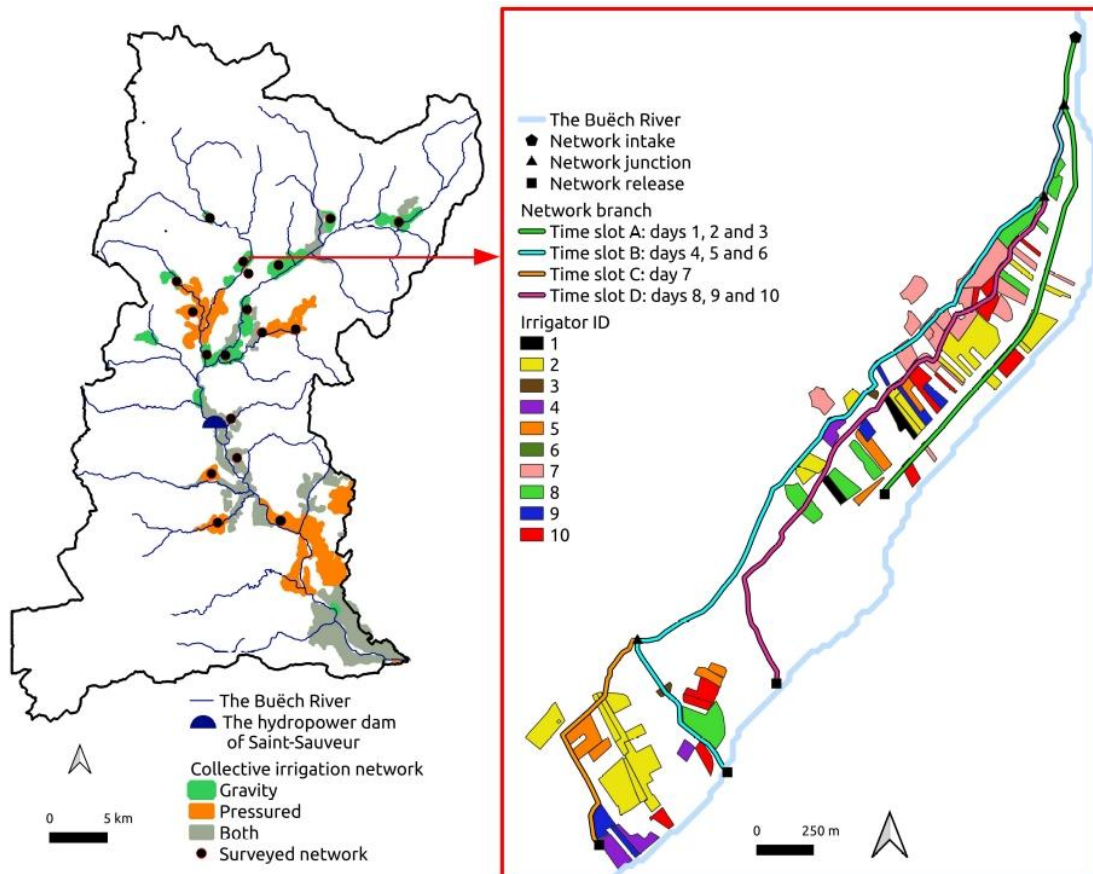 The Buëch River
The hydropower dam
of Saint-Sauveur
Collective irrigation network
Gravity
Pressured
Both
Surveyed network
0 5 km
The Buëch River
Network intake
Network junction
Network release
Network branch
Time slot A: days 1, 2 and 3
Time slot B: days 4, 5 and 6
Time slot C: day 7
Time slot D: days 8, 9 and 10
Irrigator ID
1
2
3
4
5
6
7
8
9
10
0 250 m